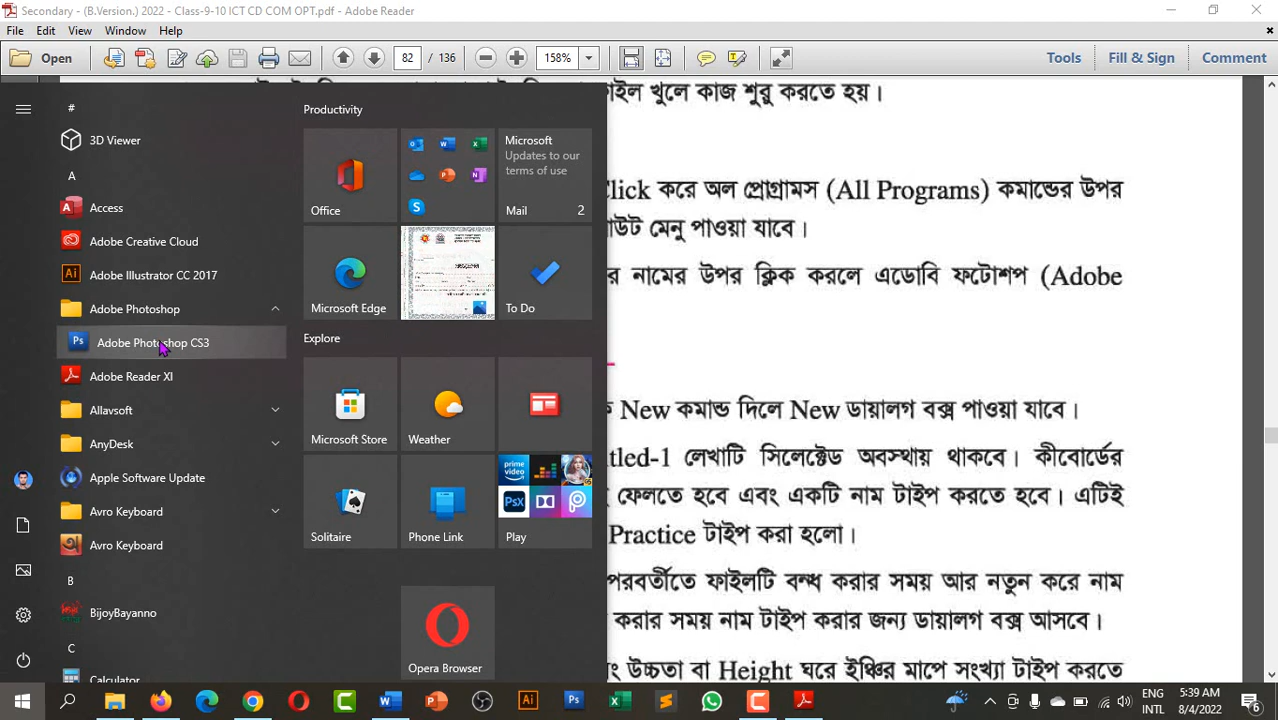 Secondary - (B.Version.) 2022 - Class-9-10 ICT CD COM OPT.pdf - Adobe Reader
File Edit View Window Help
Open 82 / 136 158% Tools Fill & Sign Comment
#
3D Viewer
A
Access
Adobe Creative Cloud
Adobe Illustrator CC 2017
Adobe Photoshop
Adobe Photoshop CS3
Adobe Reader XI
Allavsoft
AnyDesk
Apple Software Update
Avro Keyboard
Avro Keyboard
B
BijoyBayanno
C
Calculator
Productivity
Office
Microsoft
Updates to our
terms of use
Mail 2
Microsoft Edge
To Do
Explore
Microsoft Store
Weather
Solitaire
Phone Link
prime
video
PsX
Play
Opera Browser
ফাইল খুলে কাজ শুরু করতে হয়।
Click করে অল প্রোগ্রামস (All Programs) কমান্ডের উপর
মেনু পাওয়া যাবে।
নামের উপর ক্লিক করলে এডোবি ফটোশপ (Adobe
New কমান্ড দিলে New ডায়ালগ বক্স পাওয়া যাবে।
tled-1 লেখাটি সিলেক্টেড অবস্থায় থাকবে। কীবোর্ডের
ফেলতে হবে এবং একটি নাম টাইপ করতে হবে। এটিই
Practice টাইপ করা হলো।
পরবর্তীতে ফাইলটি বন্ধ করার সময় আর নতুন করে নাম
করার সময় নাম টাইপ করার জন্য ডায়ালগ বক্স আসবে।
উচ্চতা বা Height ঘরে ইঞ্চির মাপে সংখ্যা টাইপ করতে
ENG
INTL
5:39 AM
8/4/2022
6